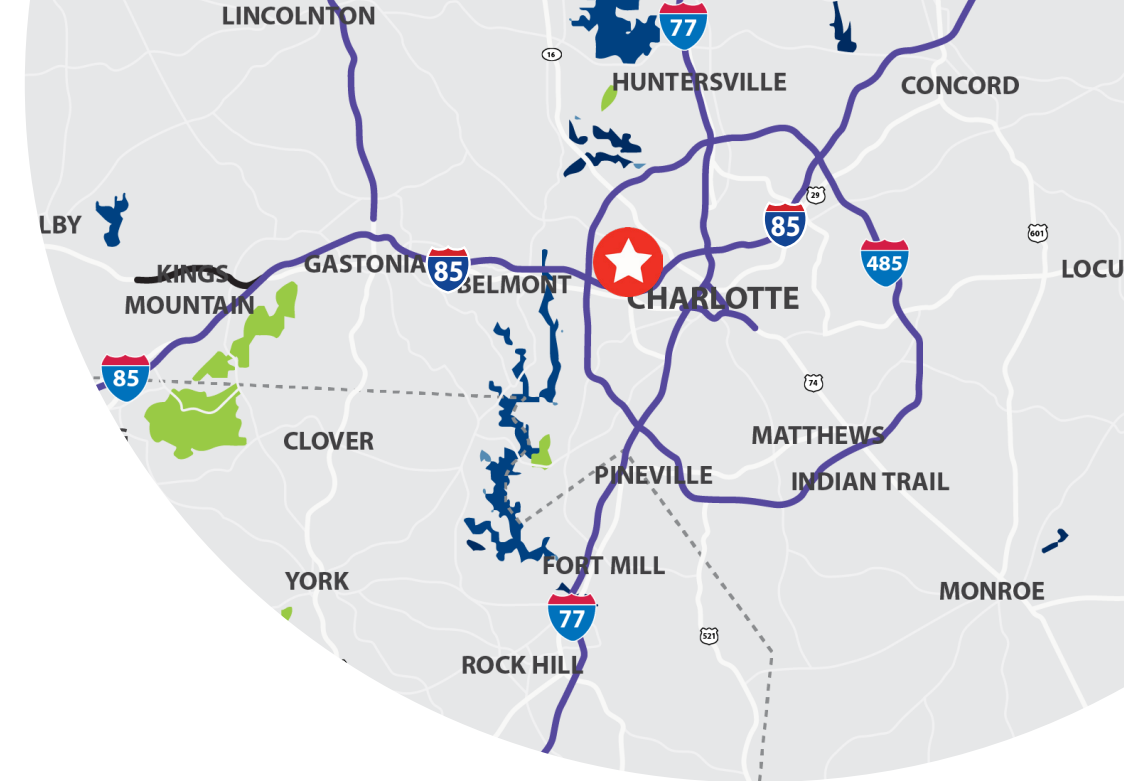 LINCOLNTON
77
16
HUNTERSVILLE
CONCORD
29
LBY
85
601
GASTONIA
85
485
KINGS
MOUNTAIN
BELMONT
LOCU
CHARLOTTE
85
74
CLOVER
MATTHEWS
PINEVILLE
INDIAN TRAIL
FORT MILL
YORK
MONROE
77
521
ROCK HILL